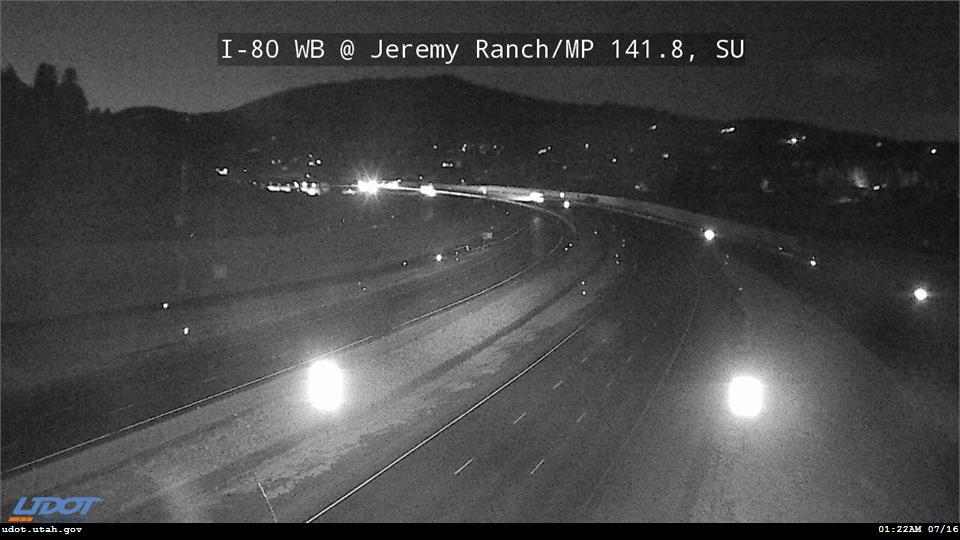 I-80 WB @ Jeremy Ranch/MP 141.8, SU
UDOT
udot.utah.gov 01:22AM 07/16